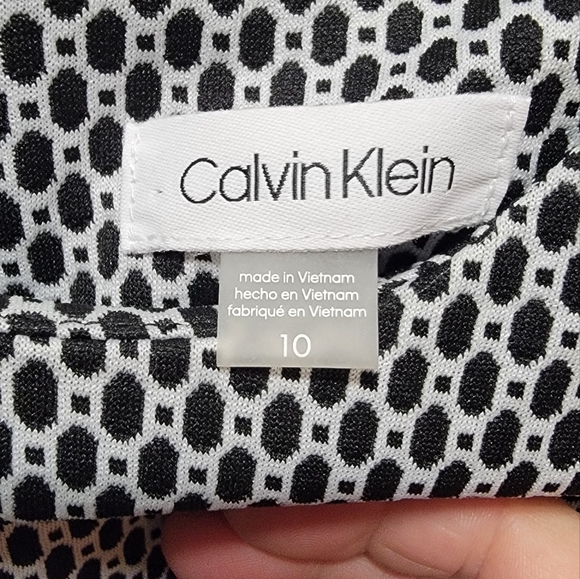 Calvin Klein
made in Vietnam
hecho en Vietnam
fabriqué en Vietnam
10